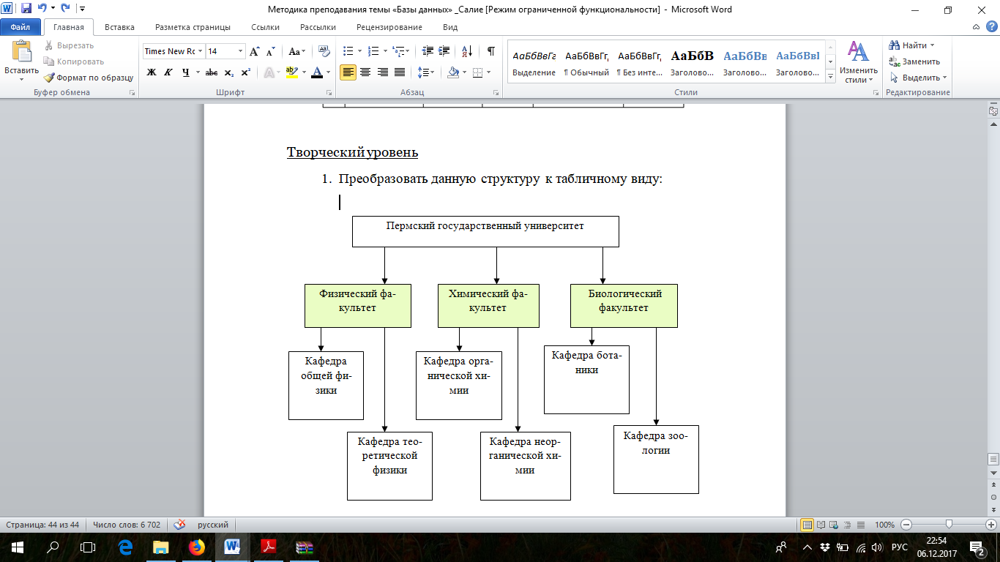 Методика преподавания темы «Базы данных» _Салие [Режим ограниченной функциональности] - Microsoft Word
Файл Главная Вставка Разметка страницы Ссылки Рассылки Рецензирование Вид
Вставить
Вырезать
Копировать
Формат по образцу
Буфер обмена
Times New Rc 14
Ж К Ч abc x₂ x² A
Шрифт
Абзац
АаБбВвГг АаБбВвГг, АаБбВвГг, АаБбВ АаБбВв АаБбВвІ
Выделение ¶ Обычный ¶ Без инте... Заголово... Заголово... Заголово...
Стили
Изменить стили
Найти
Заменить
Выделить
Редактирование
Творческий уровень
1. Преобразовать данную структуру к табличному виду:
Пермский государственный университет
Физический фа-
культет
Химический фа-
культет
Биологический
факультет
Кафедра
общей фи-
зики
Кафедра орга-
нической хи-
мии
Кафедра бота-
ники
Кафедра тео-
ретической
физики
Кафедра неор-
ганической хи-
мии
Кафедра зоо-
логии
Страница: 44 из 44 Число слов: 6 702 русский 100%
РУС 22:54
06.12.2017 2